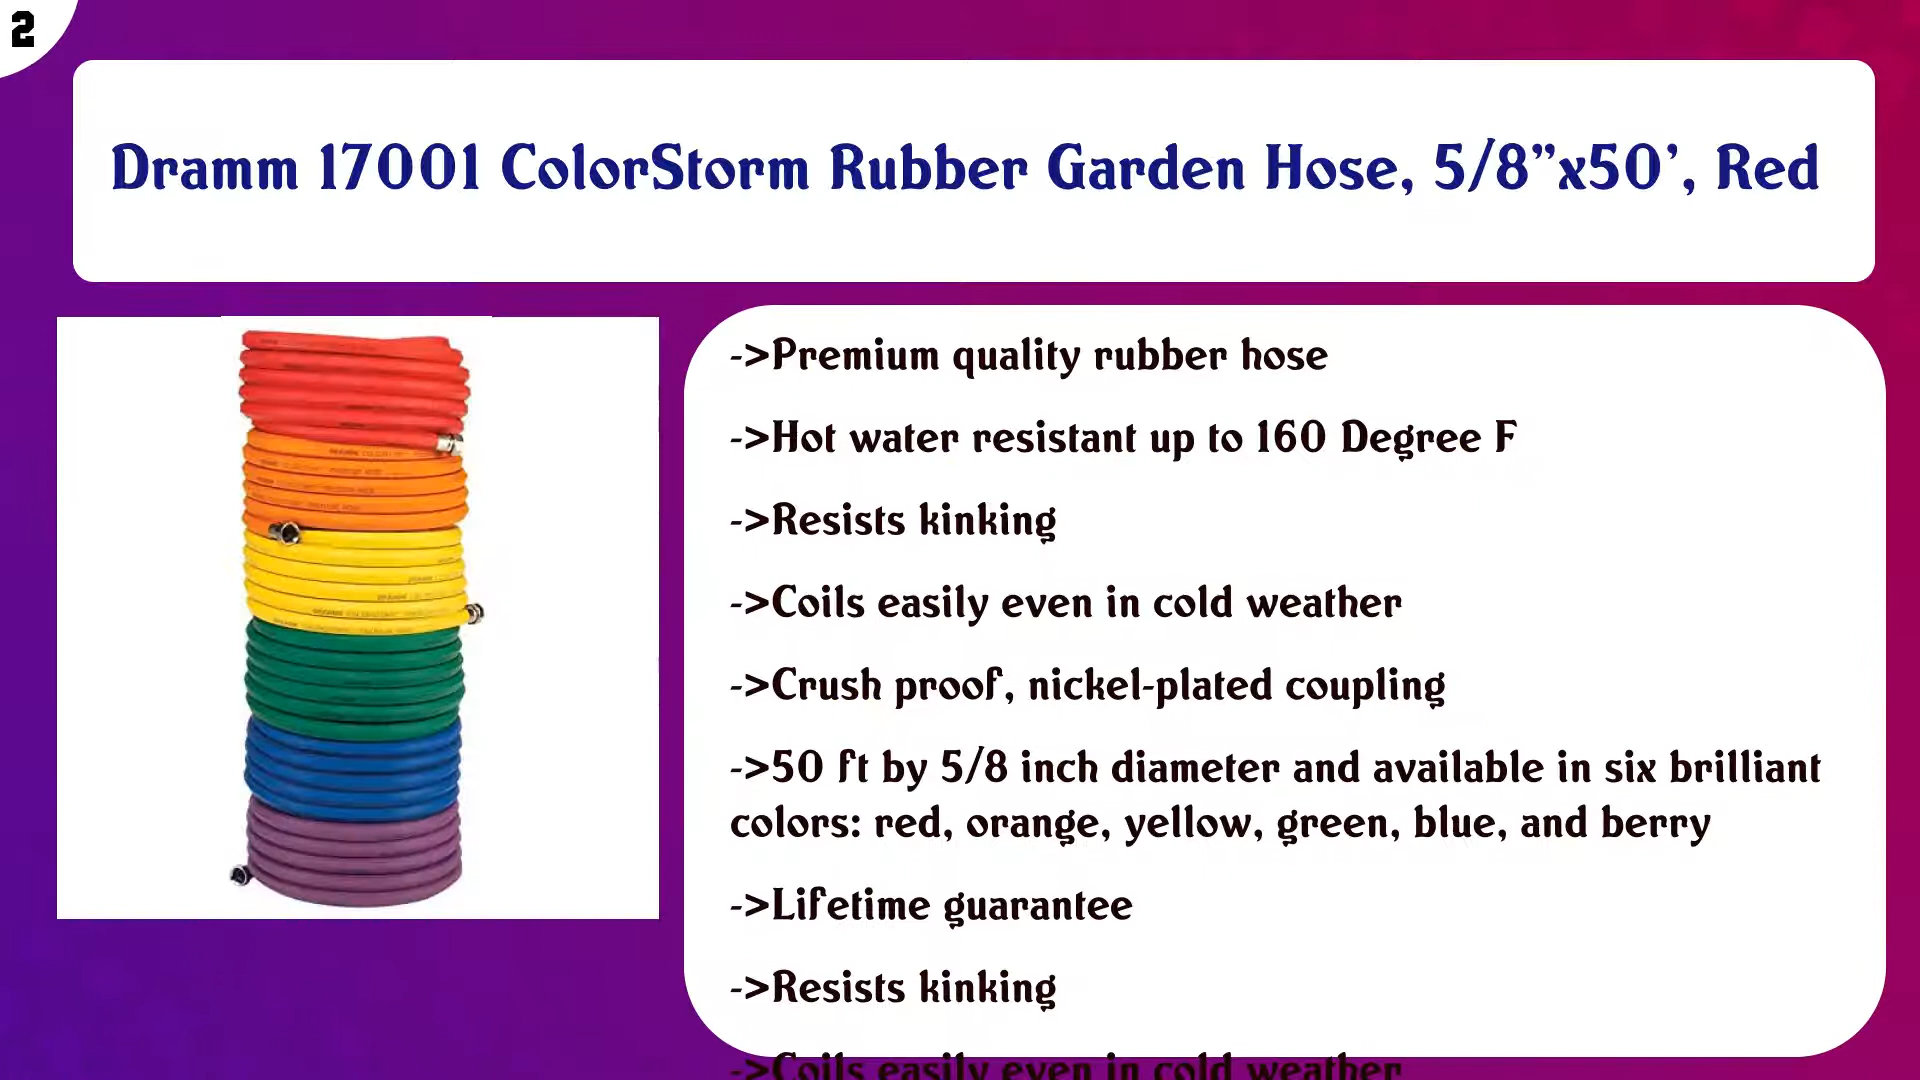 2
Dramm 17001 ColorStorm Rubber Garden Hose, 5/8”x50’, Red
->Premium quality rubber hose
->Hot water resistant up to 160 Degree F
->Resists kinking
->Coils easily even in cold weather
->Crush proof, nickel-plated coupling
->50 ft by 5/8 inch diameter and available in six brilliant
colors: red, orange, yellow, green, blue, and berry
->Lifetime guarantee
->Resists kinking
->Coils easily even in cold weather